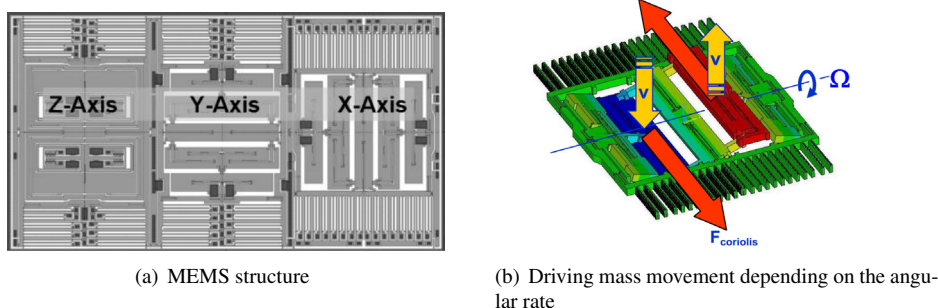 Z-Axis Y-Axis X-Axis
v
v
Ω
F coriolis
(a) MEMS structure
(b) Driving mass movement depending on the angu-
lar rate